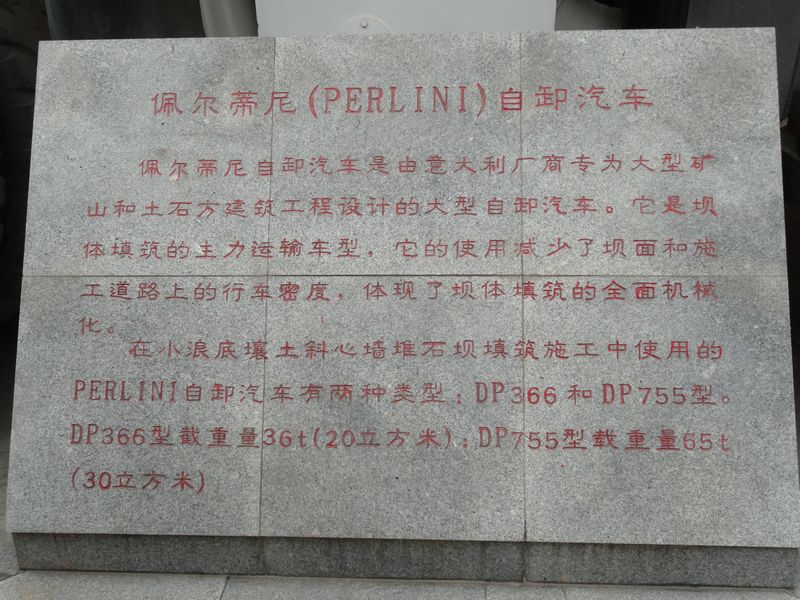 佩尔蒂尼(PERLINI)自卸汽车
佩尔蒂尼自卸汽车是由意大利厂商专为大型矿
山和土石方建筑工程设计的大型自卸汽车。它是坝
体填筑的主力运输车型，它的使用减少了坝面和施
工道路上的行车密度，体现了坝体填筑的全面机械
化。
在小浪底壤土斜心墙堆石坝填筑施工中使用的
PERLINI自卸汽车有两种类型：DP366和DP755型。
DP366型截重量36t(20立方米)；DP755型载重量65t
(30立方米)